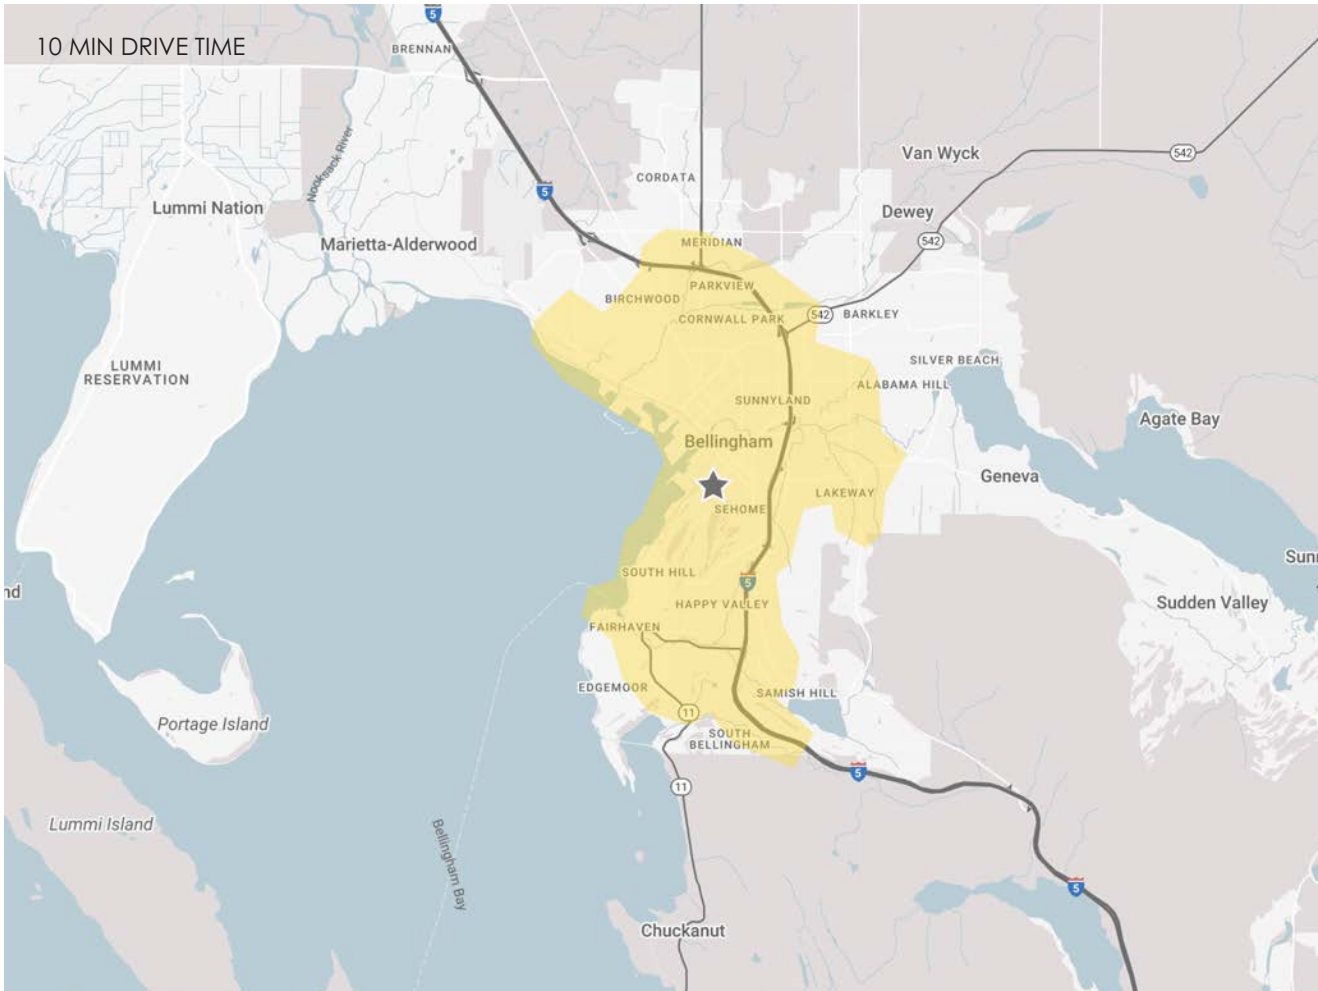 10 MIN DRIVE TIME
5
BRENNAN
Nooksack River
Van Wyck
542
CORDATA
5
Lummi Nation
Dewey
Marietta-Alderwood
MERIDIAN
542
PARKVIEW
BIRCHWOOD
CORNWALL PARK
542
BARKLEY
LUMMI
RESERVATION
SILVER BEACH
ALABAMA HILL
SUNNYLAND
Agate Bay
Bellingham
Geneva
LAKEWAY
SEHOME
Sun
SOUTH HILL
5
nd
HAPPY VALLEY
Sudden Valley
FAIRHAVEN
EDGEMOOR
SAMISH HILL
11
Portage Island
SOUTH
BELLINGHAM
5
11
Lummi Island
Bellingham Bay
5
Chuckanut